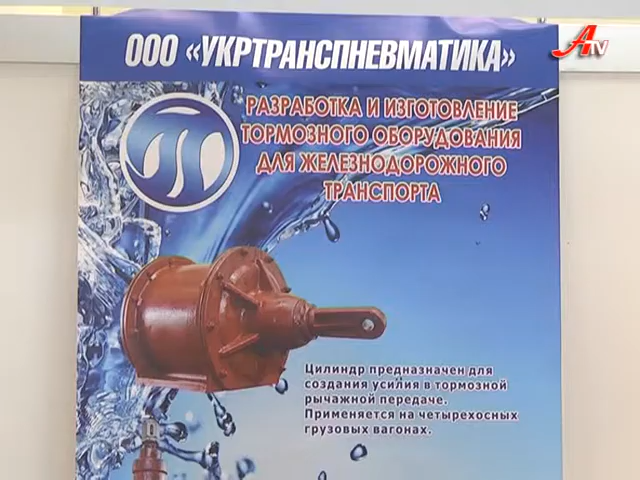 ООО «УКРТРАНСПНЕВМАТИКА»
АTV
РАЗРАБОТКА И ИЗГОТОВЛЕНИЕ
ТОРМОЗНОГО ОБОРУДОВАНИЯ
ДЛЯ ЖЕЛЕЗНОДОРОЖНОГО
ТРАНСПОРТА
Цилиндр предназначен для
создания усилия в тормозной
рычажной передаче.
Применяется на четырехосных
грузовых вагонах.